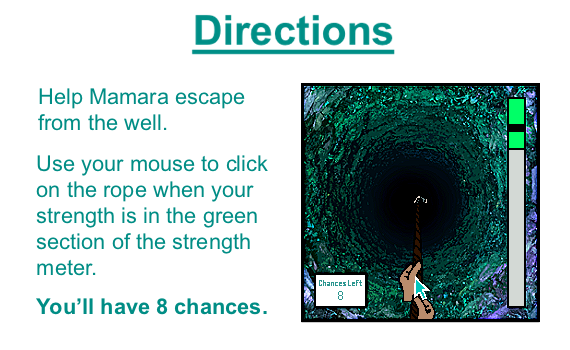 Directions
Help Mamara escape
from the well.
Use your mouse to click
on the rope when your
strength is in the green
section of the strength
meter.
You'll have 8 chances.
Chances Left
8